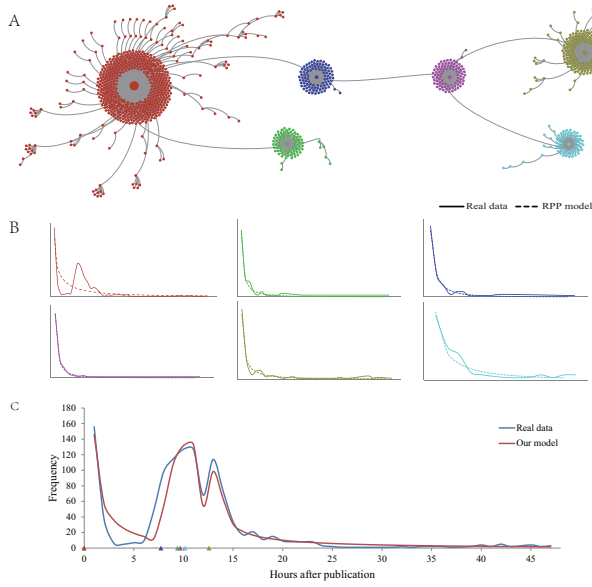 A
Real data RPP model
B
C
180
160
140
120
100
80
60
40
20
0
Frequency
Real data
Our model
0 5 10 15 20 25 30 35 40 45
Hours after publication